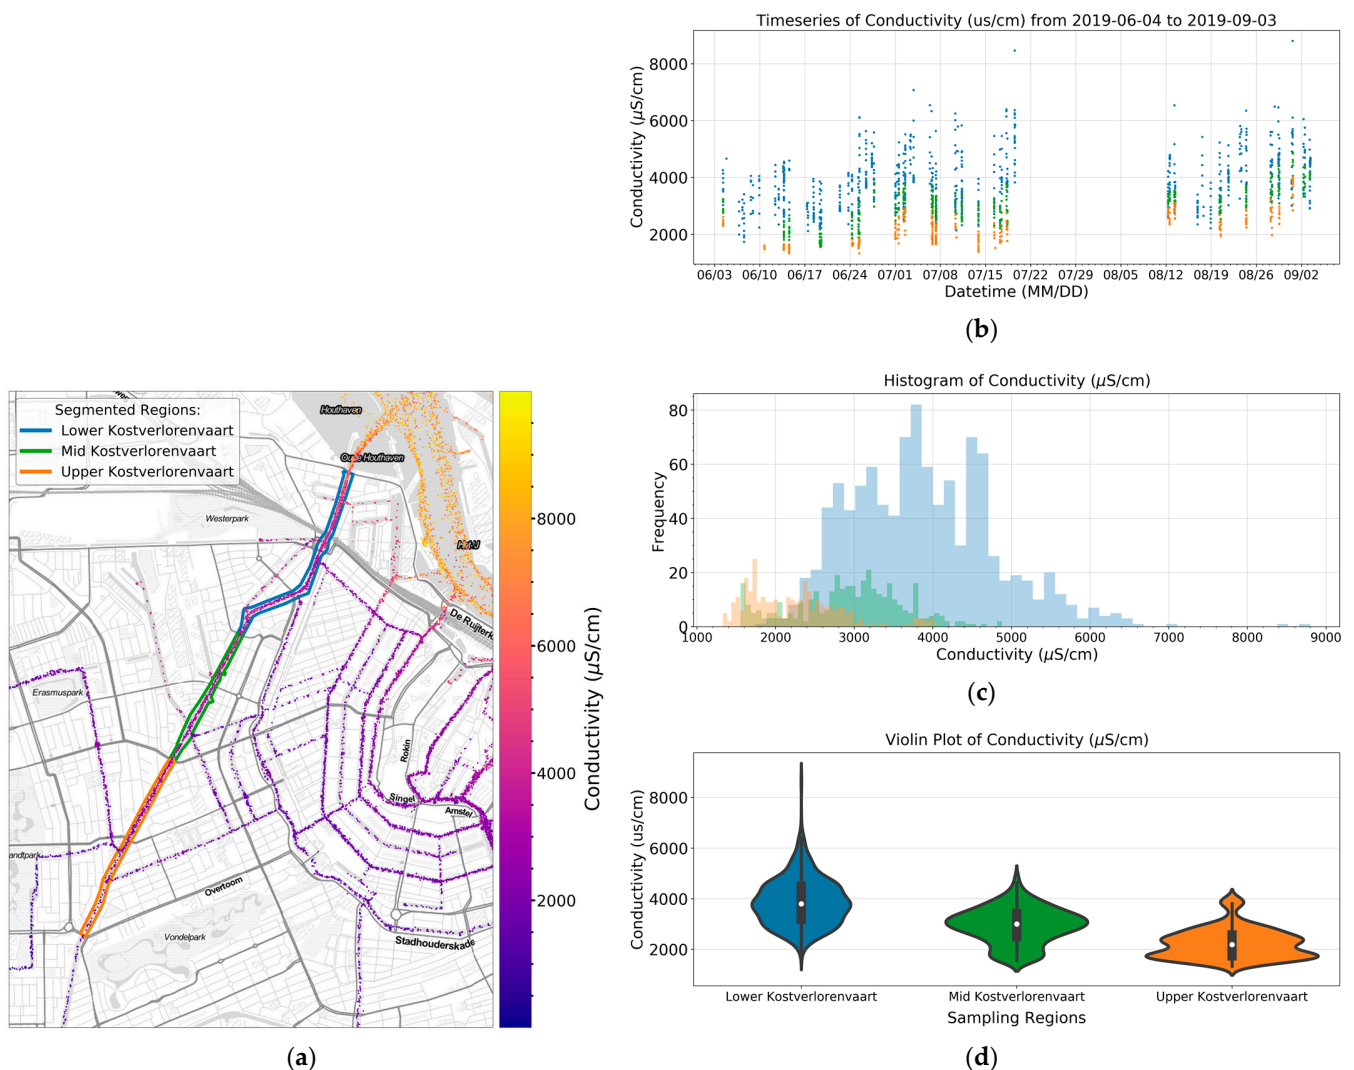 Timeseries of Conductivity (us/cm) from 2019-06-04 to 2019-09-03
Conductivity (μS/cm)
8000
6000
4000
2000
06/03 06/10 06/17 06/24 07/01 07/08 07/15 07/22 07/29 08/05 08/12 08/19 08/26 09/02
Datetime (MM/DD)
(b)
Segmented Regions:
Lower Kostverlorenvaart
Mid Kostverlorenvaart
Upper Kostverlorenvaart
Houthaven
Oude Houthaven
Westerpark
Het IJ
De Ruijterk
Erasmuspark
Rokin
Singel
Amstel
andtpark
Overtoom
Vondelpark
Stadhouderskade
8000
6000
4000
2000
Conductivity (μS/cm)
(a)
Histogram of Conductivity (μS/cm)
Frequency
80
60
40
20
0
1000 2000 3000 4000 5000 6000 7000 8000 9000
Conductivity (μS/cm)
(c)
Violin Plot of Conductivity (μS/cm)
Conductivity (us/cm)
8000
6000
4000
2000
Lower Kostverlorenvaart Mid Kostverlorenvaart Upper Kostverlorenvaart
Sampling Regions
(d)